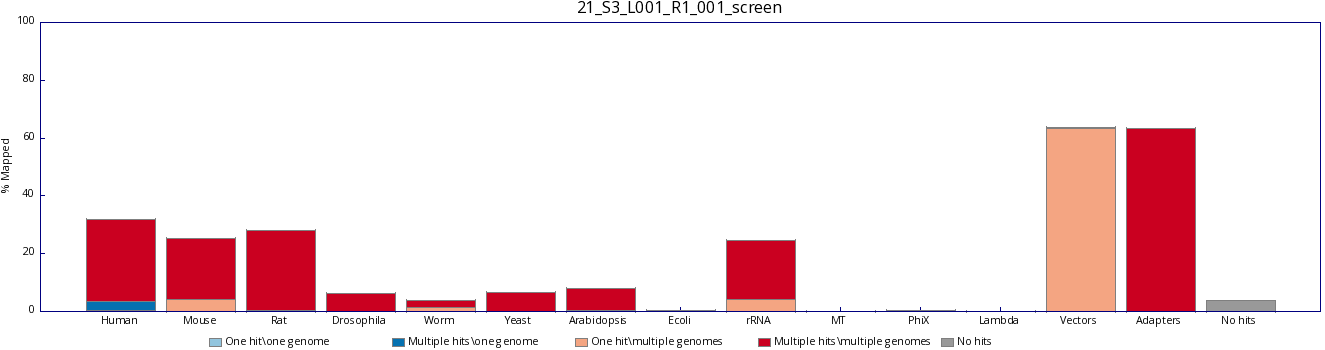 21_S3_L001_R1_001_screen
100
80
60
40
20
0
% Mapped
Human Mouse Rat Drosophila Worm Yeast Arabidopsis Ecoli rRNA MT PhiX Lambda Vectors Adapters No hits
One hit\one genome Multiple hits\one genome One hit\multiple genomes Multiple hits\multiple genomes No hits